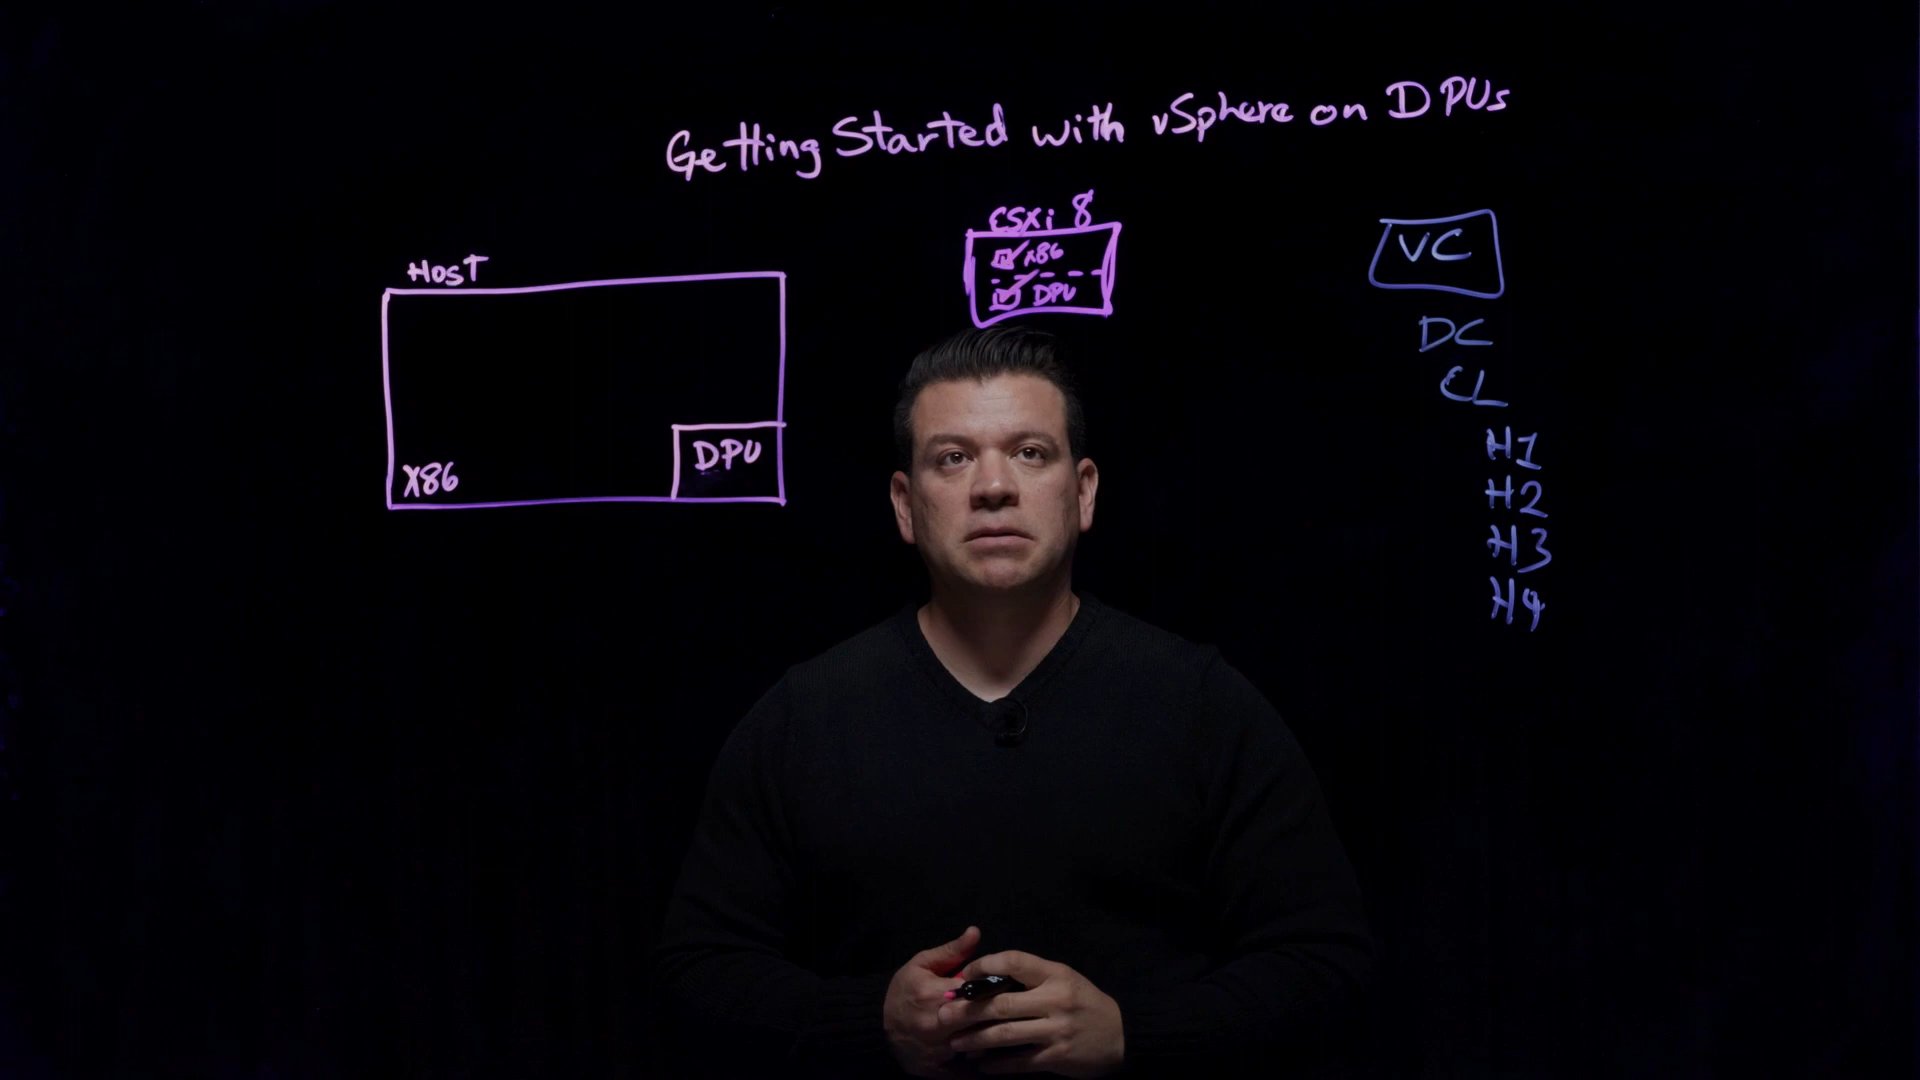 Getting Started with vSphere on DPUs
HOST
X86
DPU
ESXi 8
X86
DPU
VC
DC
CL
H1
H2
H3
H4